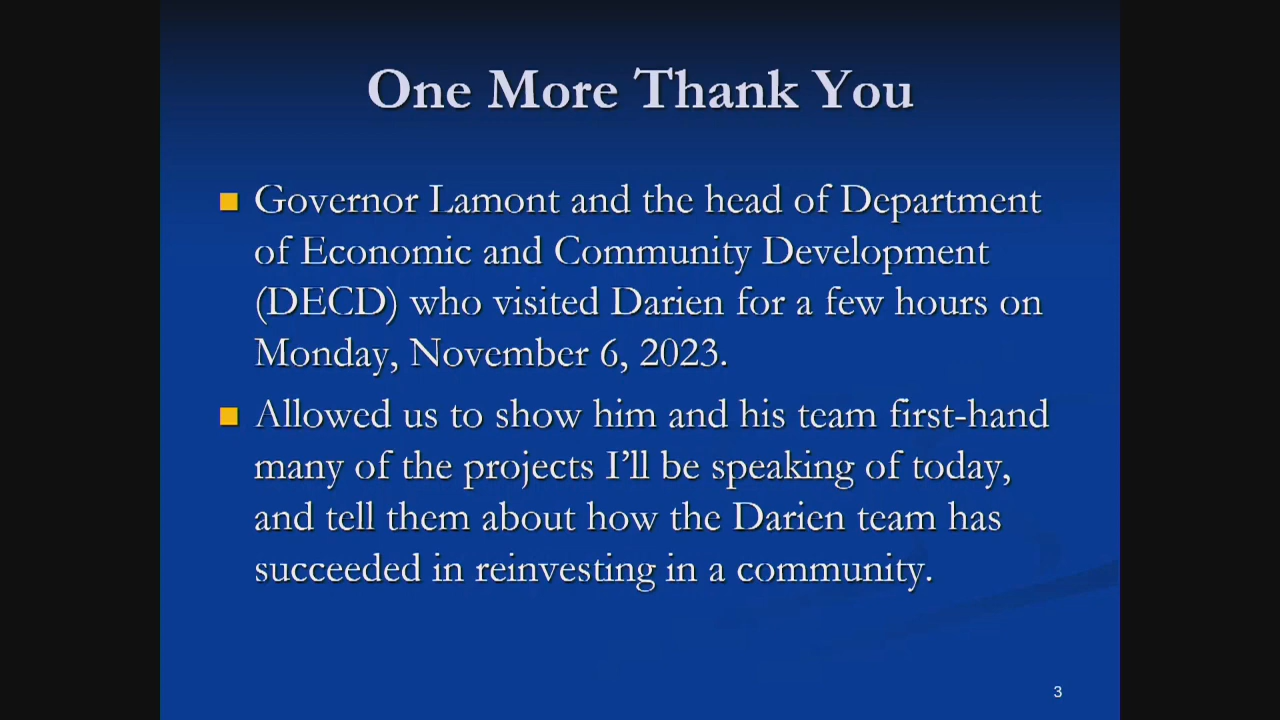 One More Thank You
Governor Lamont and the head of Department
of Economic and Community Development
(DECD) who visited Darien for a few hours on
Monday, November 6, 2023.
Allowed us to show him and his team first-hand
many of the projects I’ll be speaking of today,
and tell them about how the Darien team has
succeeded in reinvesting in a community.
3